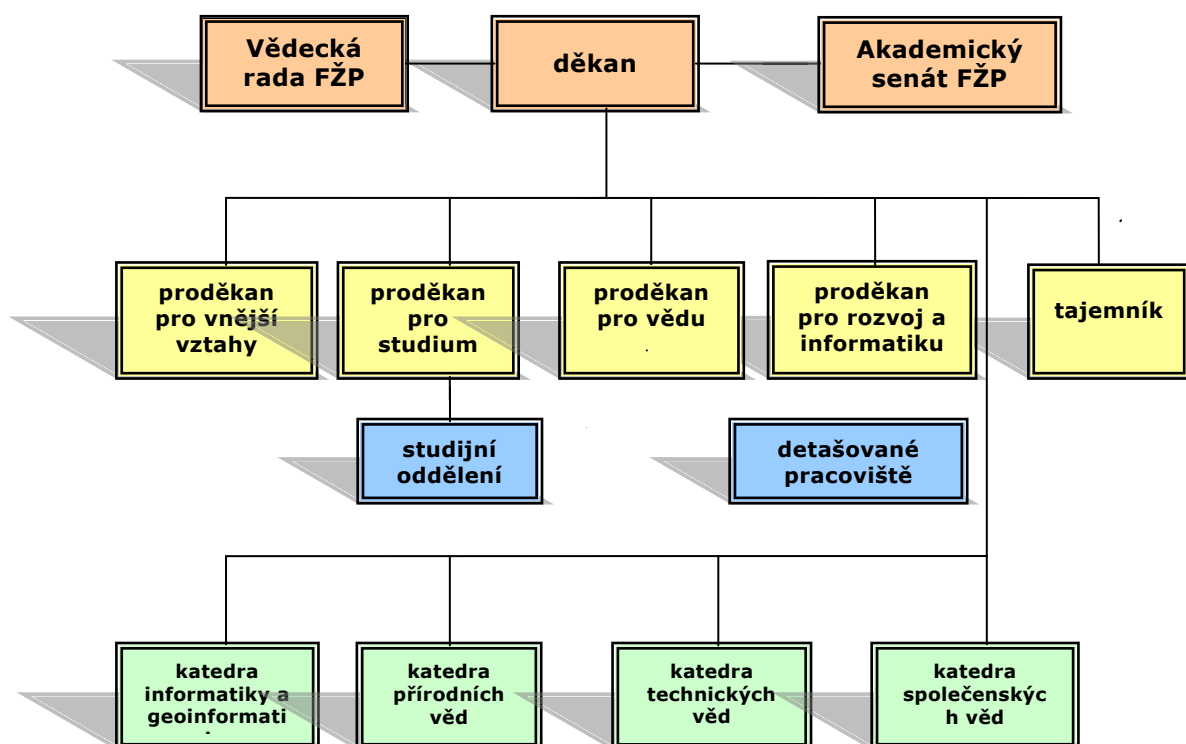 Vědecká
rada FŽP
děkan
Akademický
senát FŽP
proděkan
pro vnější
vztahy
proděkan
pro
studium
proděkan
pro vědu
proděkan
pro rozvoj a
informatiku
tajemník
studijní
oddělení
detašované
pracoviště
katedra
informatiky a
geoinformati
katedra
přírodních
věd
katedra
technických
věd
katedra
společenskýc
h věd